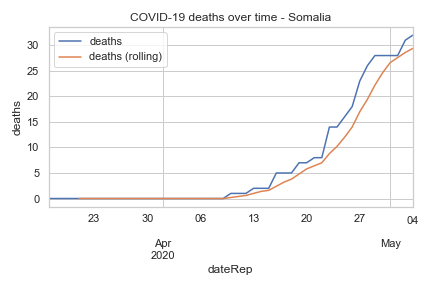 COVID-19 deaths over time - Somalia
deaths
deaths (rolling)
deaths
30
25
20
15
10
5
0
23 30 06 13 20 27 04
Apr May
2020
dateRep